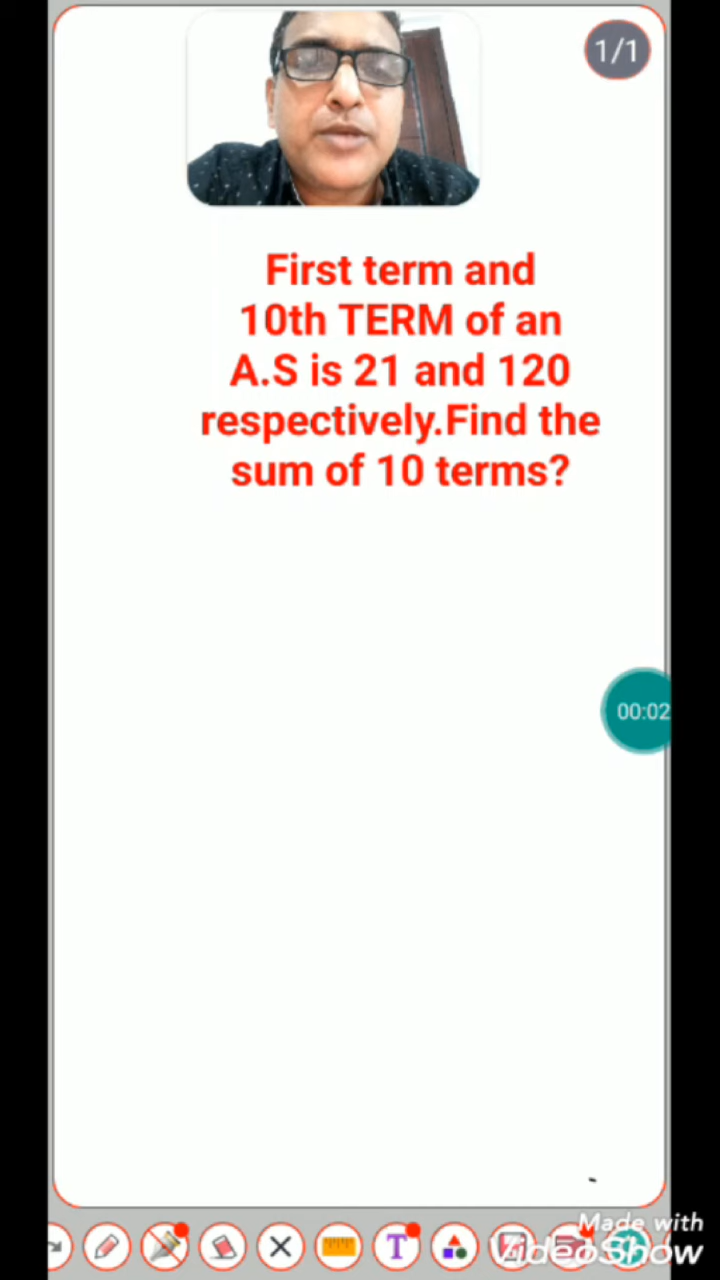 1/1
First term and
10th TERM of an
A.S is 21 and 120
respectively.Find the
sum of 10 terms?
00:02
T
Made with
VideoShow